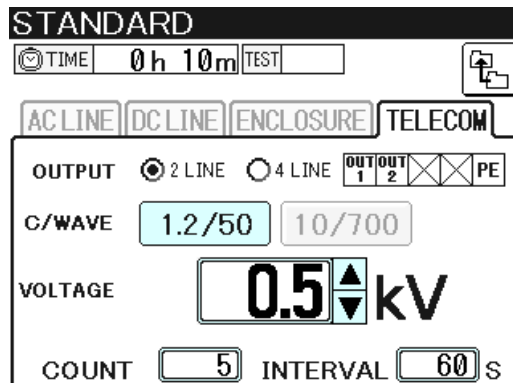 STANDARD
TIME 0h 10m TEST
AC LINE DC LINE ENCLOSURE TELECOM
OUTPUT 2 LINE 4 LINE OUT 1 OUT 2 PE
C/WAVE 1.2/50 10/700
VOLTAGE 0.5 kV
COUNT 5 INTERVAL 60 S